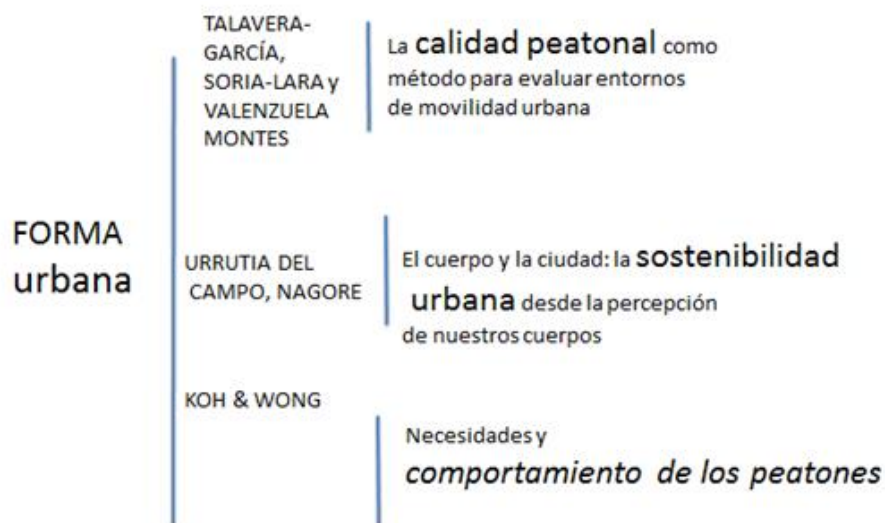 FORMA
urbana
TALAVERA-
GARCÍA,
SORIA-LARA y
VALENZUELA
MONTES
La calidad peatonal como
método para evaluar entornos
de movilidad urbana
URRUTIA DEL
CAMPO, NAGORE
El cuerpo y la ciudad: la sostenibilidad
urbana desde la percepción
de nuestros cuerpos
KOH & WONG
Necesidades y
comportamiento de los peatones